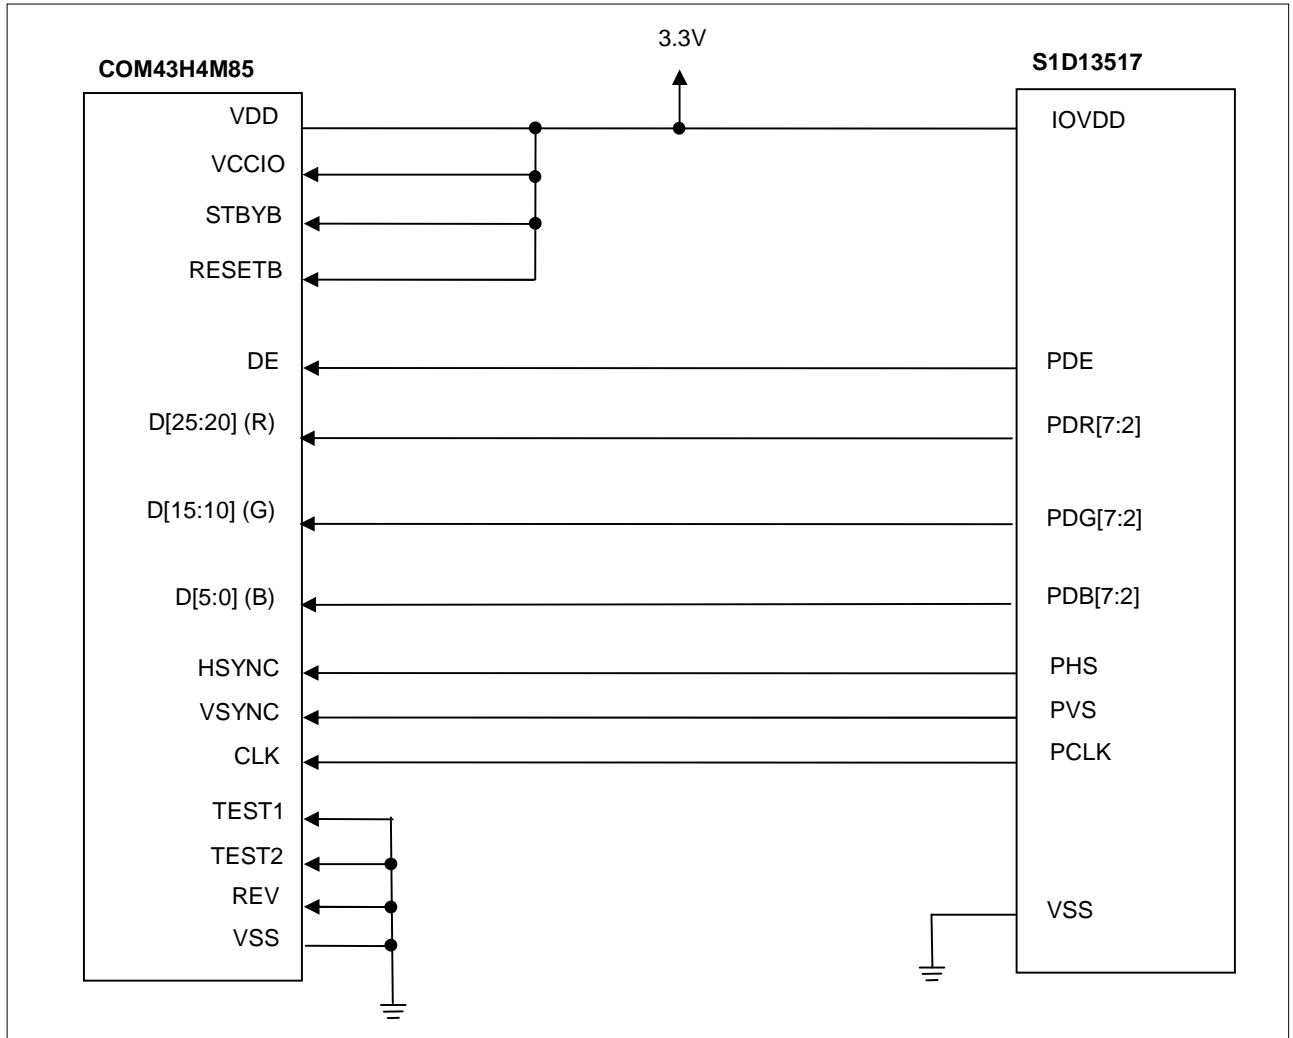 3.3V
COM43H4M85
S1D13517
VDD
IOVDD
VCCIO
STBYB
RESETB
DE
PDE
D[25:20] (R)
PDR[7:2]
D[15:10] (G)
PDG[7:2]
D[5:0] (B)
PDB[7:2]
HSYNC
PHS
VSYNC
PVS
CLK
PCLK
TEST1
TEST2
REV
VSS
VSS